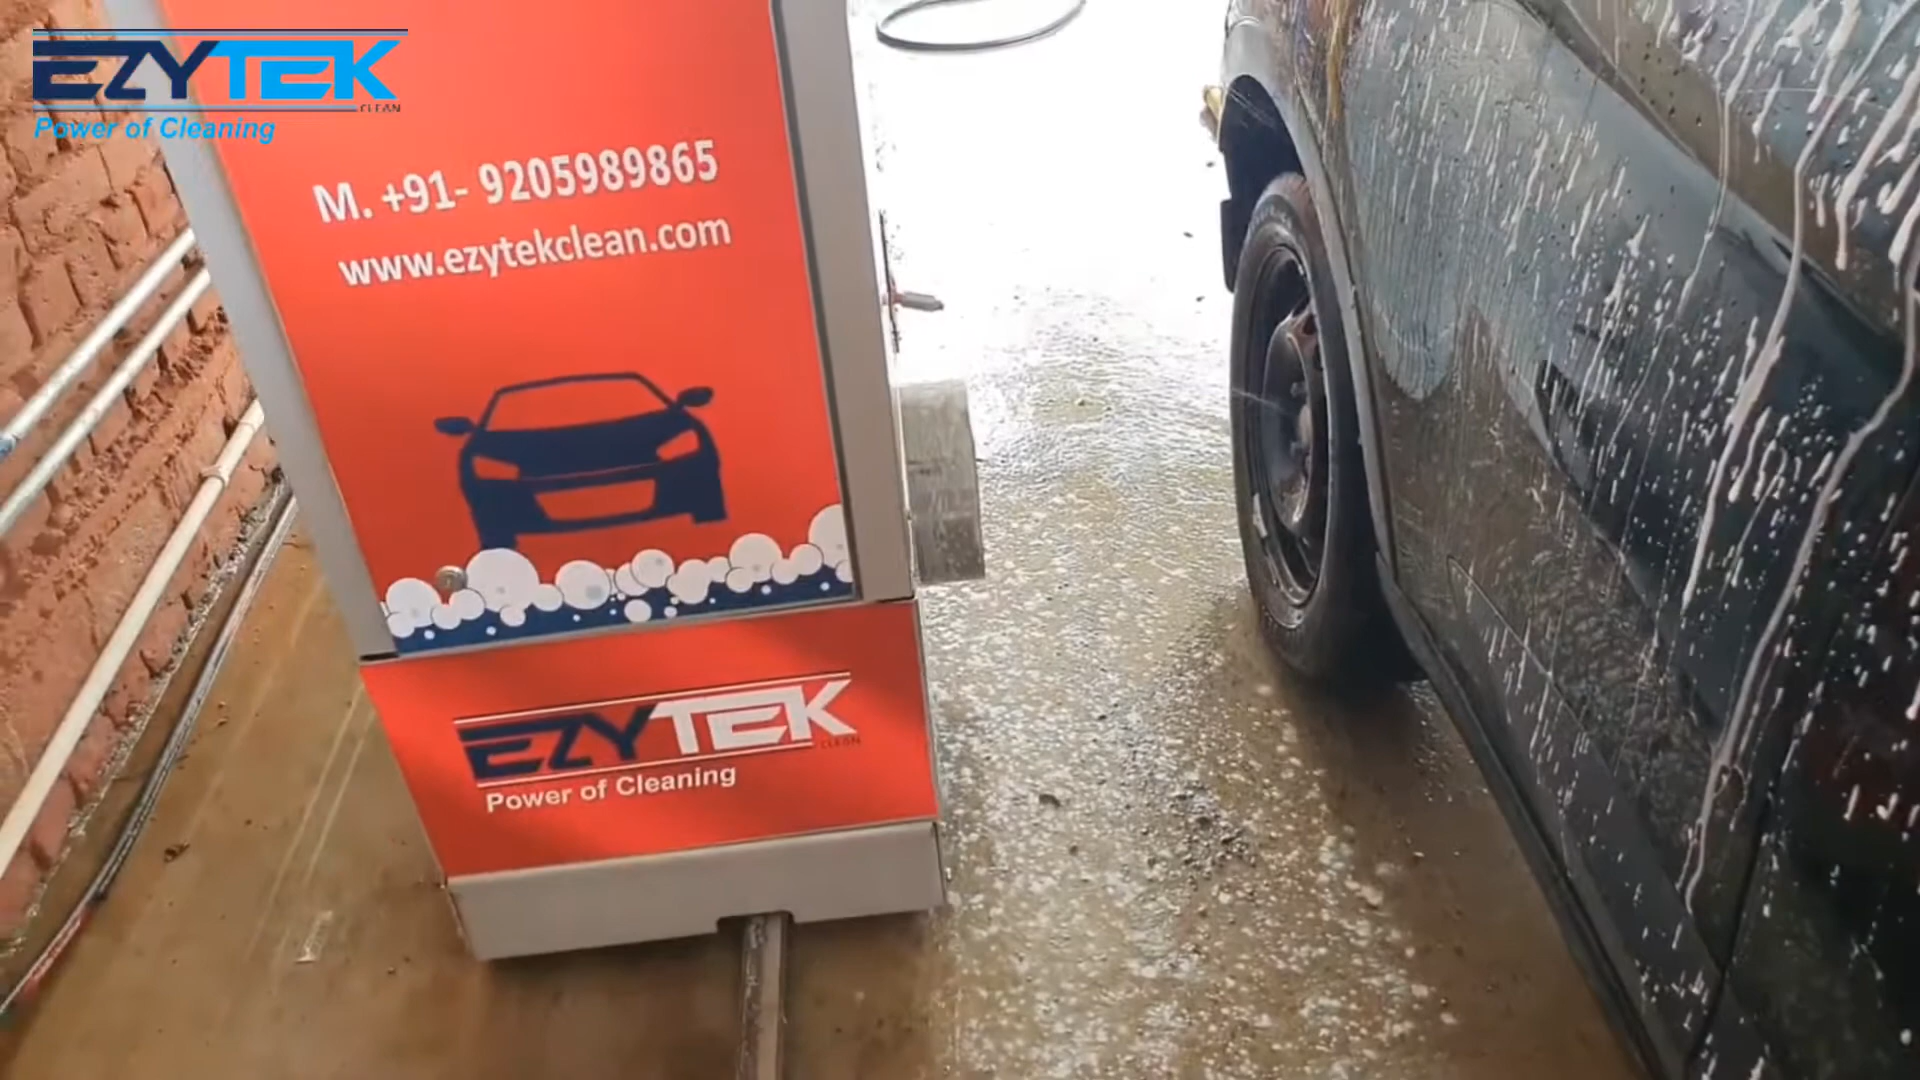 EZYTEK
CLEAN
Power of Cleaning
M. +91- 9205989865
www.ezytekclean.com
EZYTEK
CLEAN
Power of Cleaning